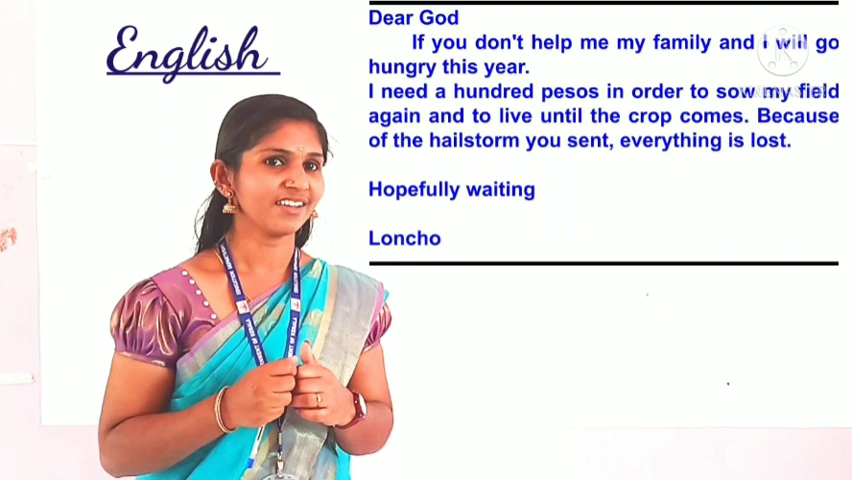 English
Dear God
If you don't help me my family and I will go
hungry this year.
I need a hundred pesos in order to sow my field
again and to live until the crop comes. Because
of the hailstorm you sent, everything is lost.
Hopefully waiting
Loncho